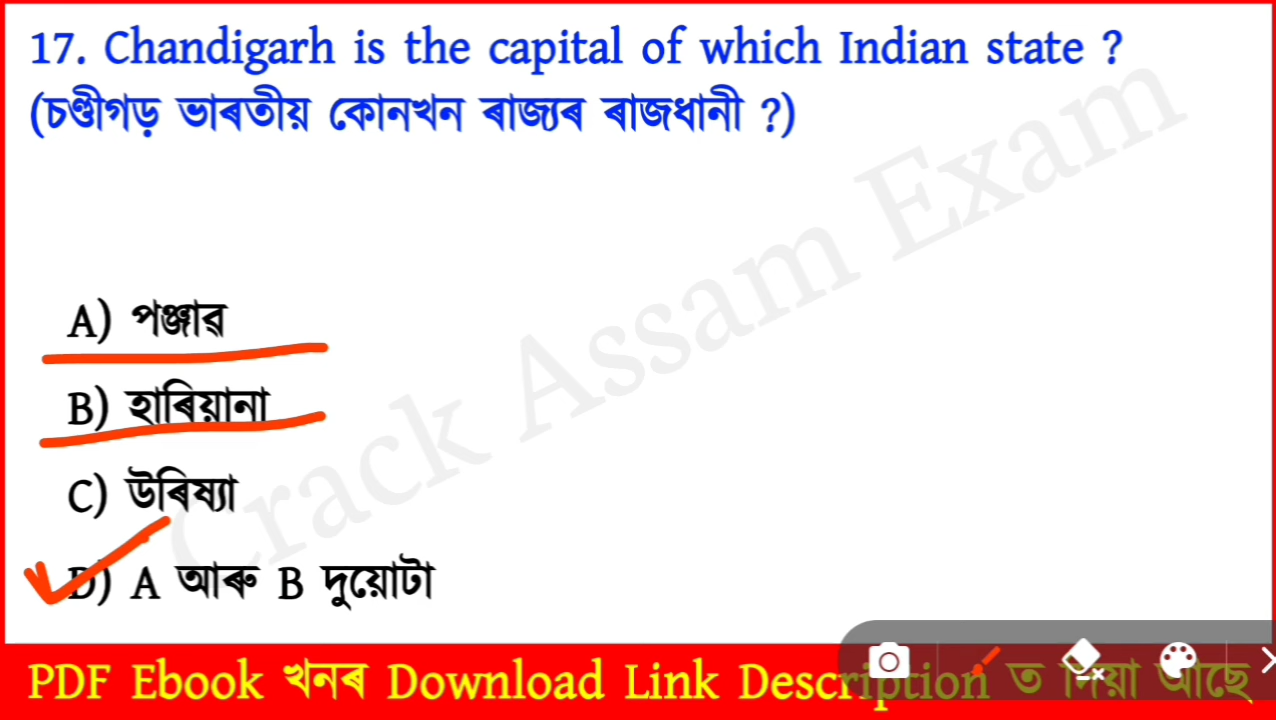 17. Chandigarh is the capital of which Indian state ?
(চণ্ডীগড় ভাৰতীয় কোনখন ৰাজ্যৰ ৰাজধানী ?)
A) পঞ্জাৱ
B) হাৰিয়ানা
C) উৰিষ্যা
D) A আৰু B দুয়োটা
Crack Assam Exam
PDF Ebook খনৰ Download Link Description ত দিয়া আছে